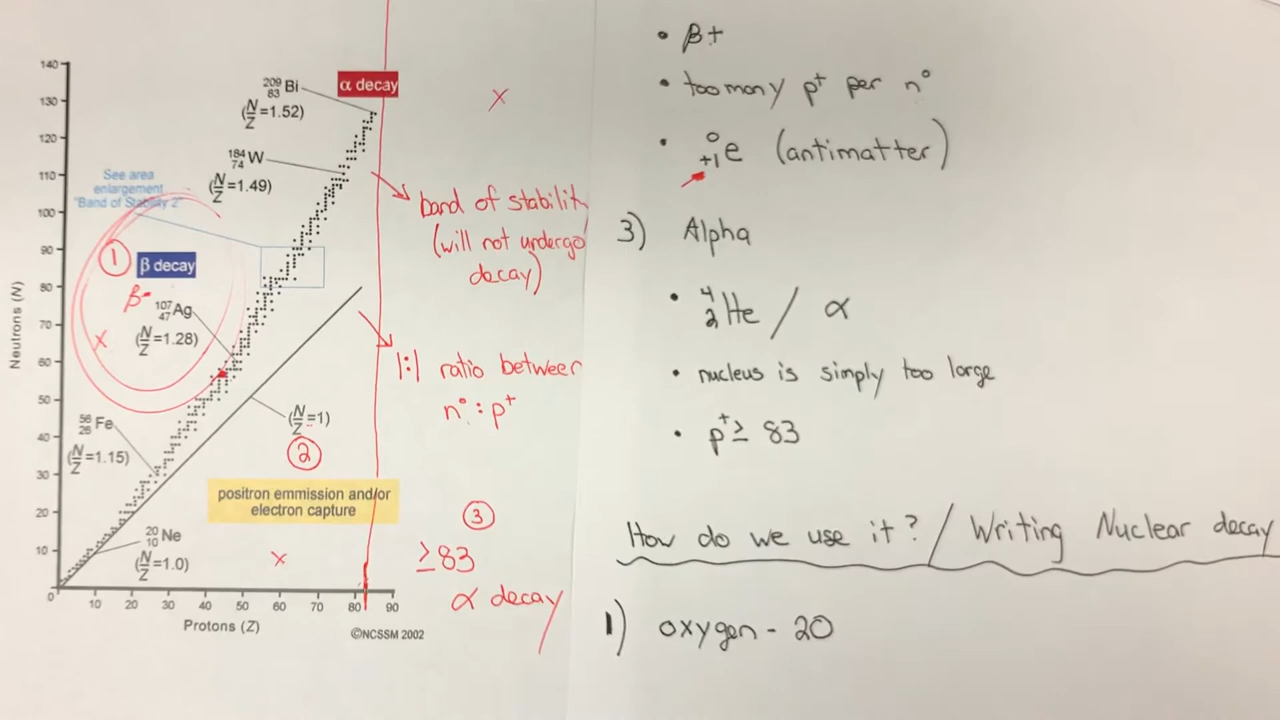 140
130
120
110
100
90
80
70
60
50
40
30
20
10
0
10
20
30
40
50
60
70
80
90
Neutrons (N)
Protons (Z)
©NCSSM 2002
209
83 Bi
(N/Z =1.52)
α decay
184
74 W
(N/Z =1.49)
See area
enlargement
"Band of Stability 2"
1
β decay
β-
107
47 Ag
(N/Z =1.28)
x
56
26 Fe
(N/Z =1.15)
(N/Z =1)
2
positron emmission and/or
electron capture
20
10 Ne
(N/Z =1.0)
x
x
band of stability
(will not undergo
decay)
1:1 ratio between
n° : p+
3
≥83
α decay
• β+
• too many p+ per n°
• 0
+1 e (antimatter)
3) Alpha
• 4
2 He / α
• nucleus is simply too large
• p+ ≥ 83
How do we use it? / Writing Nuclear decay
1) oxygen - 20